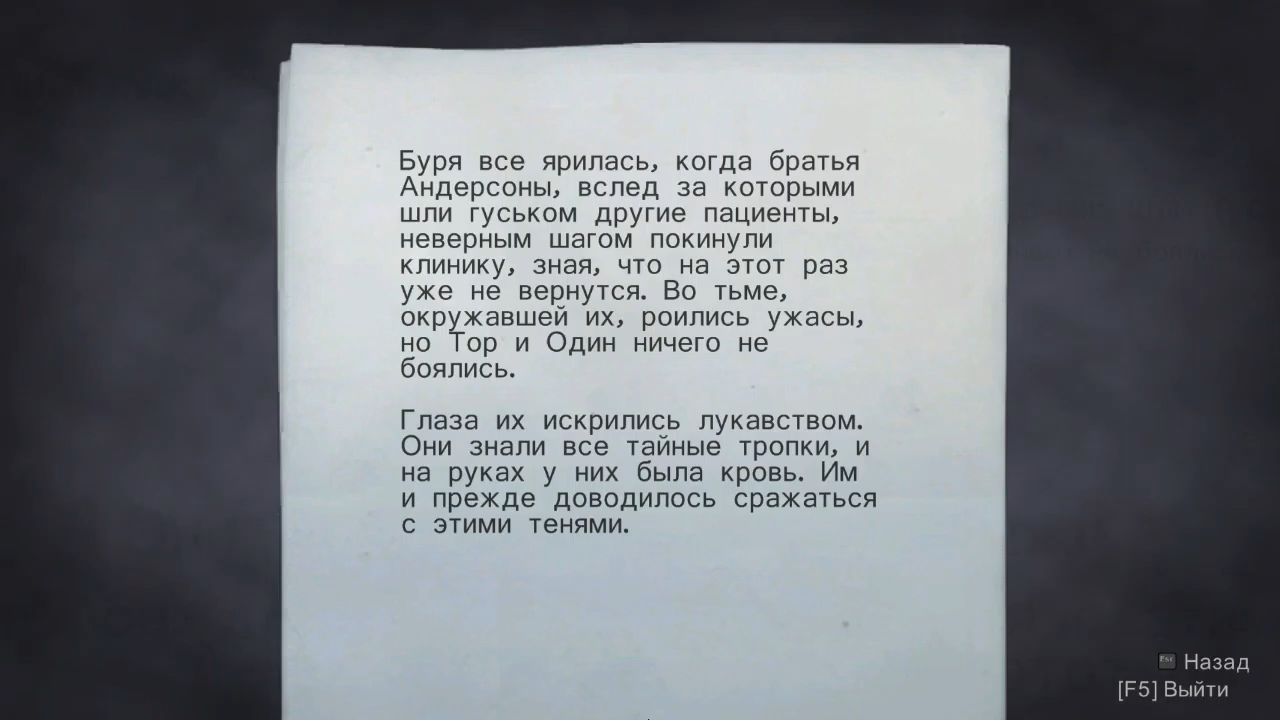 Буря все ярилась, когда братья
Андерсоны, вслед за которыми
шли гуськом другие пациенты,
неверным шагом покинули
клинику, зная, что на этот раз
уже не вернутся. Во тьме,
окружавшей их, роились ужасы,
но Тор и Один ничего не
боялись.
Глаза их искрились лукавством.
Они знали все тайные тропки, и
на руках у них была кровь. Им
и прежде доводилось сражаться
с этими тенями.
Esc Назад
[F5] Выйти